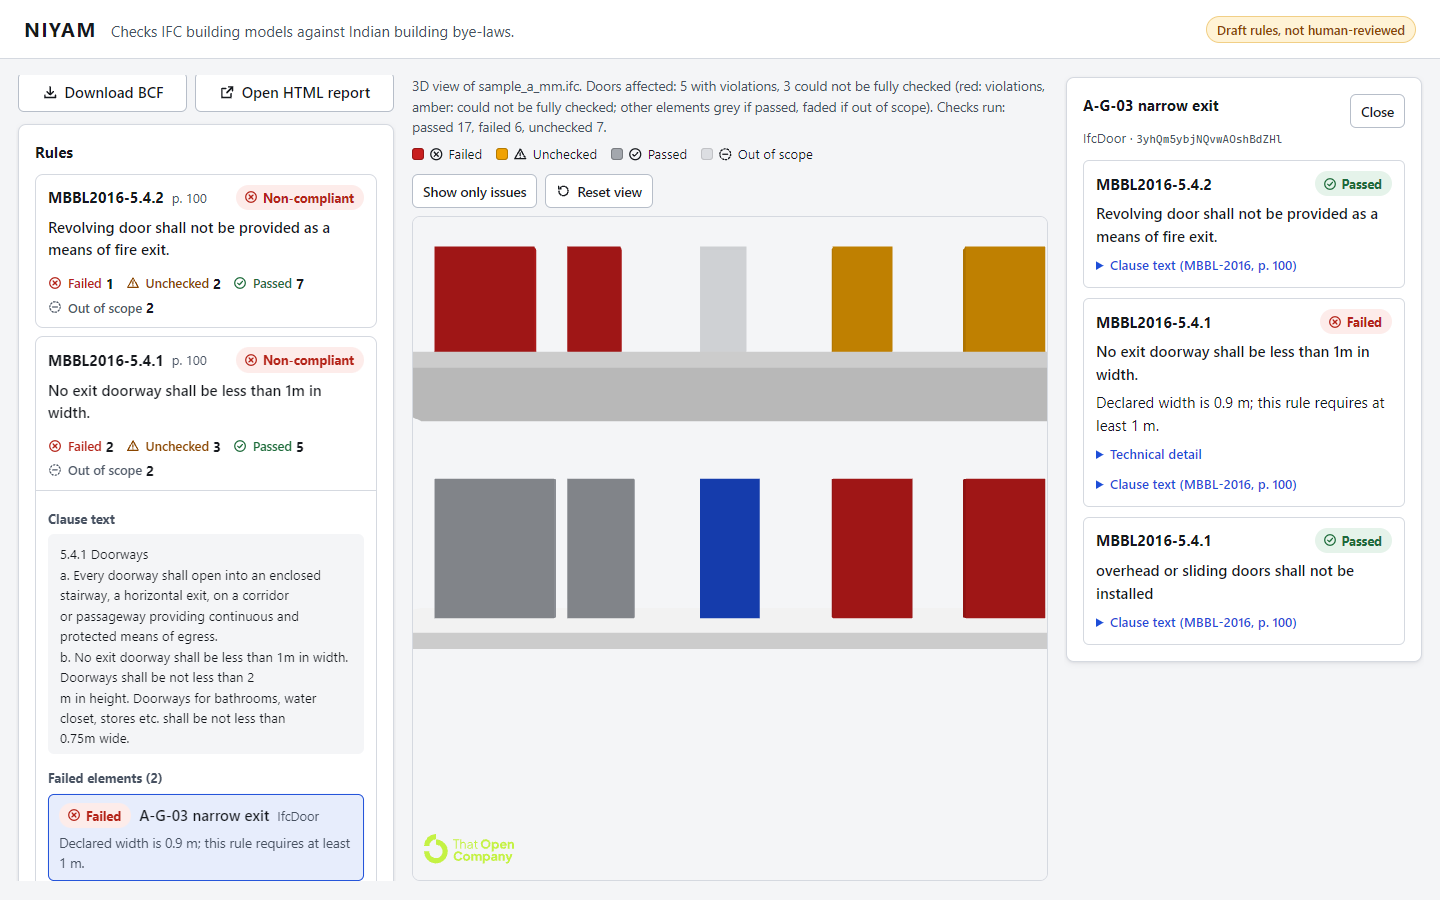 NIYAM
Checks IFC building models against Indian building bye-laws.
Draft rules, not human-reviewed
Download BCF
Open HTML report
Rules
MBBL2016-5.4.2 p. 100 Non-compliant
Revolving door shall not be provided as a
means of fire exit.
Failed 1 Unchecked 2 Passed 7
Out of scope 2
MBBL2016-5.4.1 p. 100 Non-compliant
No exit doorway shall be less than 1m in
width.
Failed 2 Unchecked 3 Passed 5
Out of scope 2
Clause text
5.4.1 Doorways
a. Every doorway shall open into an enclosed
stairway, a horizontal exit, on a corridor
or passageway providing continuous and
protected means of egress.
b. No exit doorway shall be less than 1m in width.
Doorways shall be not less than 2
m in height. Doorways for bathrooms, water
closet, stores etc. shall be not less than
0.75m wide.
Failed elements (2)
Failed A-G-03 narrow exit IfcDoor
Declared width is 0.9 m; this rule requires at least
1 m.
3D view of sample_a_mm.ifc. Doors affected: 5 with violations, 3 could not be fully checked (red: violations,
amber: could not be fully checked; other elements grey if passed, faded if out of scope). Checks run:
passed 17, failed 6, unchecked 7.
Failed Unchecked Passed Out of scope
Show only issues
Reset view
That Open
Company
A-G-03 narrow exit
Close
IfcDoor · 3yhQm5ybjNQvwAOshBdZHl
MBBL2016-5.4.2 Passed
Revolving door shall not be provided as a
means of fire exit.
Clause text (MBBL-2016, p. 100)
MBBL2016-5.4.1 Failed
No exit doorway shall be less than 1m in
width.
Declared width is 0.9 m; this rule requires at
least 1 m.
Technical detail
Clause text (MBBL-2016, p. 100)
MBBL2016-5.4.1 Passed
overhead or sliding doors shall not be
installed
Clause text (MBBL-2016, p. 100)